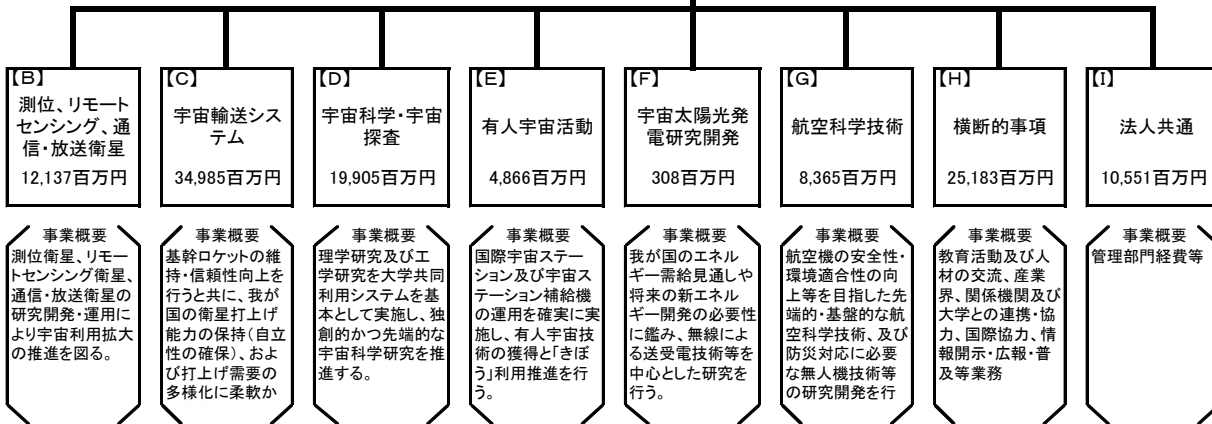 【B】
測位、リモート
センシング、通
信・放送衛星
12,137百万円
【C】
宇宙輸送シス
テム
34,985百万円
【D】
宇宙科学・宇宙
探査
19,905百万円
【E】
有人宇宙活動
4,866百万円
【F】
宇宙太陽光発
電研究開発
308百万円
【G】
航空科学技術
8,365百万円
【H】
横断的事項
25,183百万円
【I】
法人共通
10,551百万円
事業概要
測位衛星、リモー
トセンシング衛星、
通信・放送衛星の
研究開発・運用に
より宇宙利用拡大
の推進を図る。
事業概要
基幹ロケットの維
持・信頼性向上を
行うと共に、我が
国の衛星打上げ
能力の保持(自立
性の確保)、およ
び打上げ需要の
多様化に柔軟か
事業概要
理学研究及び工
学研究を大学共同
利用システムを基
本として実施し、独
創的かつ先端的な
宇宙科学研究を推
進する。
事業概要
国際宇宙ステー
ション及び宇宙ス
テーション補給機
の運用を確実に実
施し、有人宇宙技
術の獲得と「きぼ
う」利用推進を行
う。
事業概要
我が国のエネル
ギー需給見通しや
将来の新エネル
ギー開発の必要性
に鑑み、無線によ
る送受電技術等を
中心とした研究を
行う。
事業概要
航空機の安全性・
環境適合性の向
上等を目指した先
端的・基盤的な航
空科学技術、及び
防災対応に必要
な無人機技術等
の研究開発を行
事業概要
教育活動及び人
材の交流、産業
界、関係機関及び
大学との連携・協
力、国際協力、情
報開示・広報・普
及等業務
事業概要
管理部門経費等